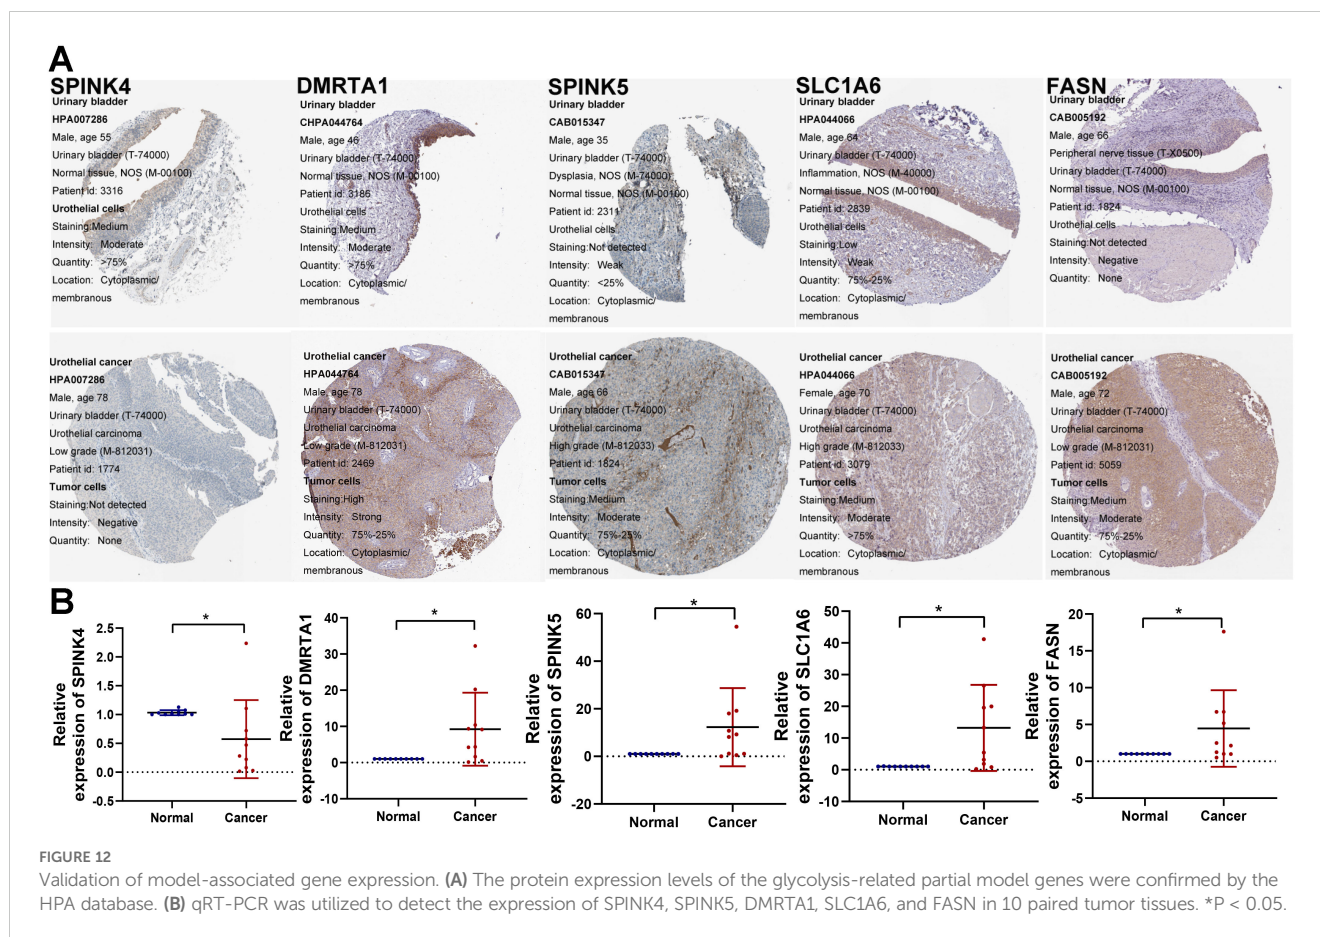 A
SPINK4
Urinary bladder
HPA007286
Male, age 55
Urinary bladder (T-74000)
Normal tissue, NOS (M-00100)
Patient id: 3316
Urothelial cells
Staining:Medium
Intensity: Moderate
Quantity: >75%
Location: Cytoplasmic/
membranous
DMRTA1
Urinary bladder
CHPA044764
Male, age 46
Urinary bladder (T-74000)
Normal tissue, NOS (M-00100)
Patient id: 3186
Urothelial cells
Staining:Medium
Intensity: Moderate
Quantity: >75%
Location: Cytoplasmic/
membranous
SPINK5
Urinary bladder
CAB015347
Male, age 35
Urinary bladder (T-74000)
Dysplasia, NOS (M-74000)
Normal tissue, NOS (M-00100)
Patient id: 2311
Urothelial cells
Staining:Not detected
Intensity: Weak
Quantity: <25%
Location: Cytoplasmic/
membranous
SLC1A6
Urinary bladder
HPA044066
Male, age 64
Urinary bladder (T-74000)
Inflammation, NOS (M-40000)
Normal tissue, NOS (M-00100)
Patient id: 2839
Urothelial cells
Staining:Low
Intensity: Weak
Quantity: 75%-25%
Location: Cytoplasmic/
membranous
FASN
Urinary bladder
CAB005192
Male, age 66
Peripheral nerve tissue (T-X0500)
Urinary bladder (T-74000)
Normal tissue, NOS (M-00100)
Patient id: 1824
Urothelial cells
Staining:Not detected
Intensity: Negative
Quantity: None
Urothelial cancer
HPA007286
Male, age 78
Urinary bladder (T-74000)
Urothelial carcinoma
Low grade (M-812031)
Patient id: 1774
Tumor cells
Staining:Not detected
Intensity: Negative
Quantity: None
Urothelial cancer
HPA044764
Male, age 78
Urinary bladder (T-74000)
Urothelial carcinoma
Low grade (M-812031)
Patient id: 2469
Tumor cells
Staining:High
Intensity: Strong
Quantity: 75%-25%
Location: Cytoplasmic/
membranous
Urothelial cancer
CAB015347
Male, age 66
Urinary bladder (T-74000)
Urothelial carcinoma
High grade (M-812033)
Patient id: 1824
Tumor cells
Staining:Medium
Intensity: Moderate
Quantity: 75%-25%
Location: Cytoplasmic/
membranous
Urothelial cancer
HPA044066
Female, age 70
Urinary bladder (T-74000)
Urothelial carcinoma
High grade (M-812033)
Patient id: 3079
Tumor cells
Staining:Medium
Intensity: Moderate
Quantity: >75%
Location: Cytoplasmic/
membranous
Urothelial cancer
CAB005192
Male, age 72
Urinary bladder (T-74000)
Urothelial carcinoma
Low grade (M-812031)
Patient id: 5059
Tumor cells
Staining:Medium
Intensity: Moderate
Quantity: 75%-25%
Location: Cytoplasmic/
membranous
B
Relative
expression of SPINK4
2.5
2.0
1.5
1.0
0.5
0.0
-0.5
*
Normal Cancer
Relative
expression of DMRTA1
40
30
20
10
0
-10
*
Normal Cancer
Relative
expression of SPINK5
60
40
20
0
-20
*
Normal Cancer
Relative
expression of SLC1A6
50
40
30
20
10
0
-10
*
Normal Cancer
Relative
expression of FASN
20
15
10
5
0
-5
*
Normal Cancer
FIGURE 12
Validation of model-associated gene expression. (A) The protein expression levels of the glycolysis-related partial model genes were confirmed by the
HPA database. (B) qRT-PCR was utilized to detect the expression of SPINK4, SPINK5, DMRTA1, SLC1A6, and FASN in 10 paired tumor tissues. *P < 0.05.